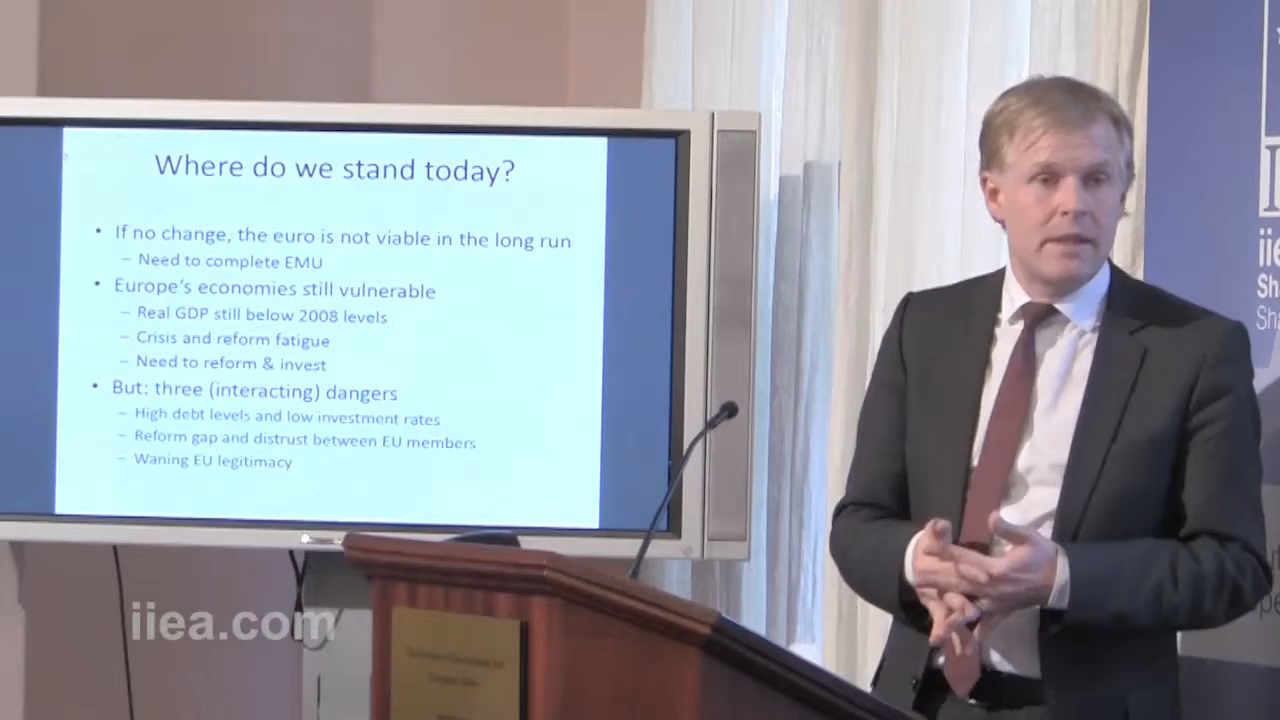 Where do we stand today?
• If no change, the euro is not viable in the long run
– Need to complete EMU
• Europe's economies still vulnerable
– Real GDP still below 2008 levels
– Crisis and reform fatigue
– Need to reform & invest
• But: three (interacting) dangers
– High debt levels and low investment rates
– Reform gap and distrust between EU members
– Waning EU legitimacy
iiea.com